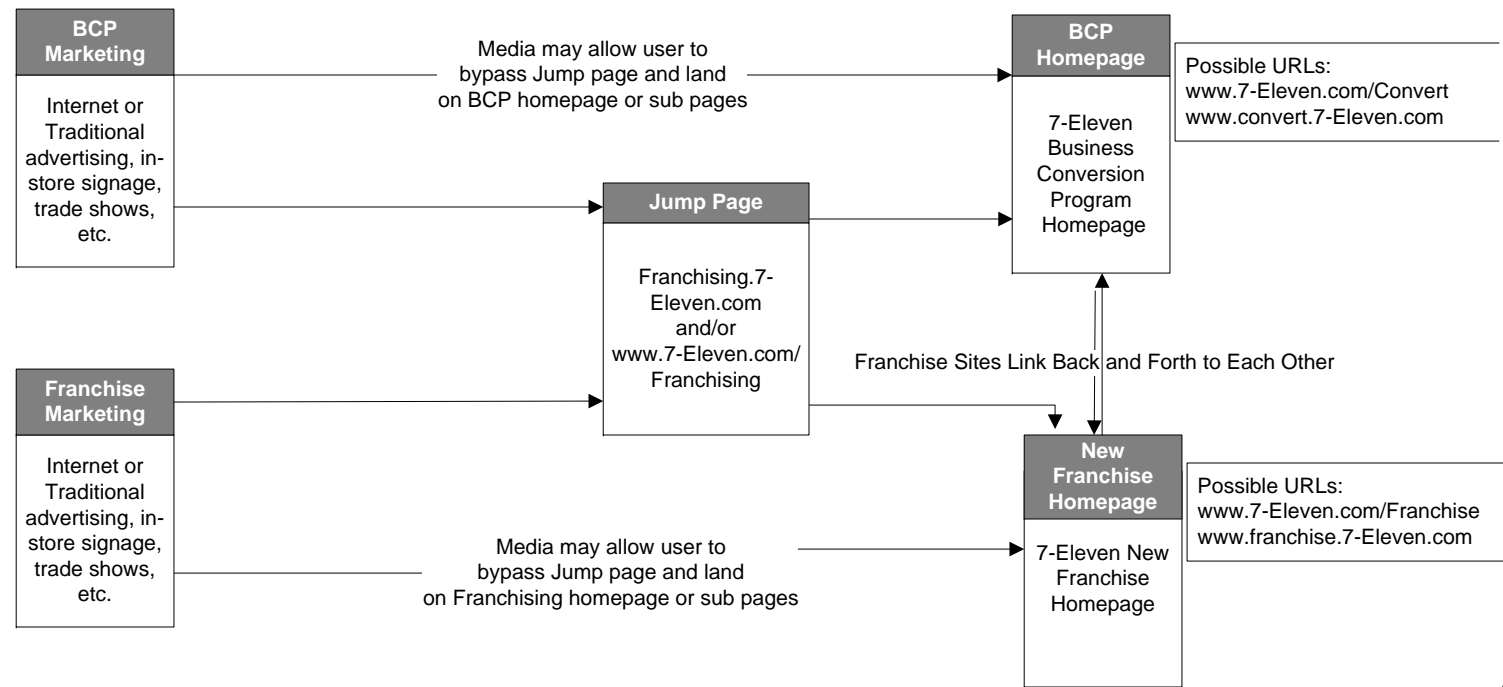 BCP
Marketing
Internet or
Traditional
advertising, in-
store signage,
trade shows,
etc.
Media may allow user to
bypass Jump page and land
on BCP homepage or sub pages
BCP
Homepage
7-Eleven
Business
Conversion
Program
Homepage
Possible URLs:
www.7-Eleven.com/Convert
www.convert.7-Eleven.com
Jump Page
Franchising.7-
Eleven.com
and/or
www.7-Eleven.com/
Franchising
Franchise Sites Link Back and Forth to Each Other
Franchise
Marketing
Internet or
Traditional
advertising, in-
store signage,
trade shows,
etc.
Media may allow user to
bypass Jump page and land
on Franchising homepage or sub pages
New
Franchise
Homepage
7-Eleven New
Franchise
Homepage
Possible URLs:
www.7-Eleven.com/Franchise
www.franchise.7-Eleven.com